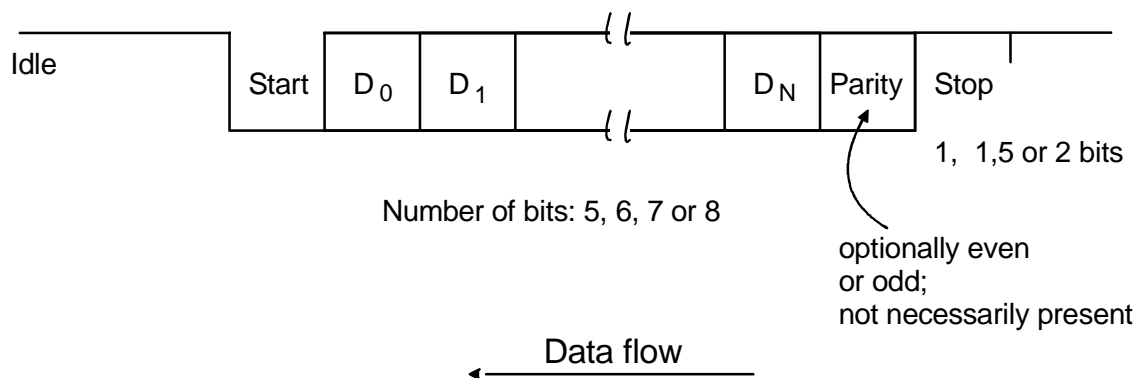 Idle
Start D0 D1 DN Parity Stop
1, 1,5 or 2 bits
Number of bits: 5, 6, 7 or 8
optionally even
or odd;
not necessarily present
Data flow